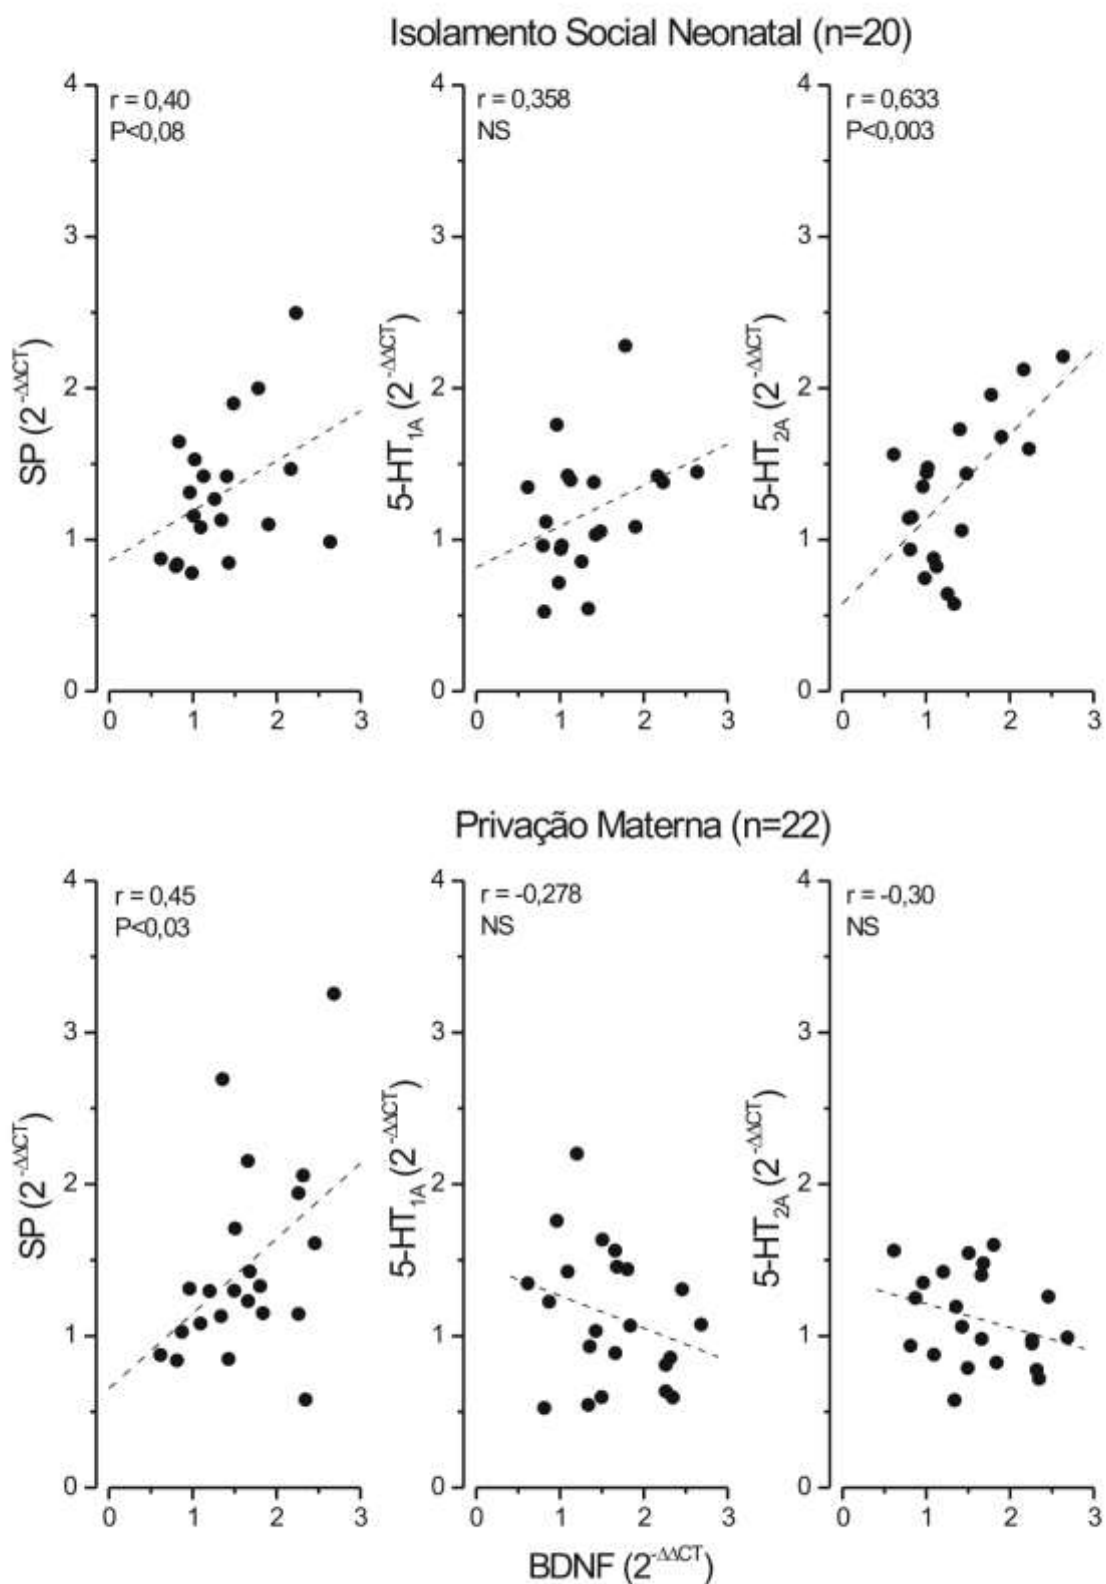 Isolamento Social Neonatal (n=20)
r = 0,40
P<0,08
SP (2^-ΔΔCT)
4
3
2
1
0
0 1 2 3
r = 0,358
NS
5-HT1A (2^-ΔΔCT)
4
3
2
1
0
0 1 2 3
r = 0,633
P<0,003
5-HT2A (2^-ΔΔCT)
4
3
2
1
0
0 1 2 3
Privação Materna (n=22)
r = 0,45
P<0,03
SP (2^-ΔΔCT)
4
3
2
1
0
0 1 2 3
r = -0,278
NS
5-HT1A (2^-ΔΔCT)
4
3
2
1
0
0 1 2 3
r = -0,30
NS
5-HT2A (2^-ΔΔCT)
4
3
2
1
0
0 1 2 3
BDNF (2^-ΔΔCT)